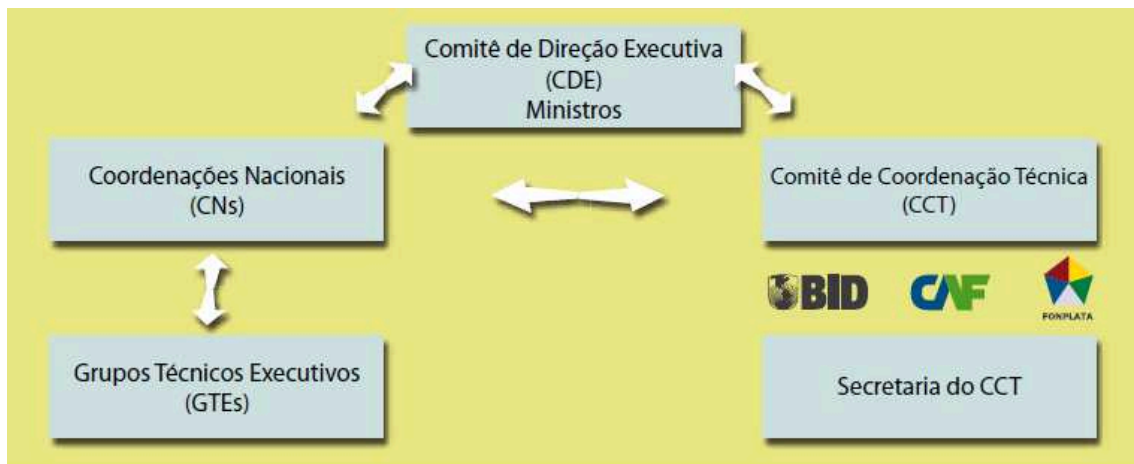 Comitê de Direção Executiva
(CDE)
Ministros
Coordenações Nacionais
(CNs)
Comitê de Coordenação Técnica
(CCT)
BID
CAF
FONPLATA
Grupos Técnicos Executivos
(GTEs)
Secretaria do CCT